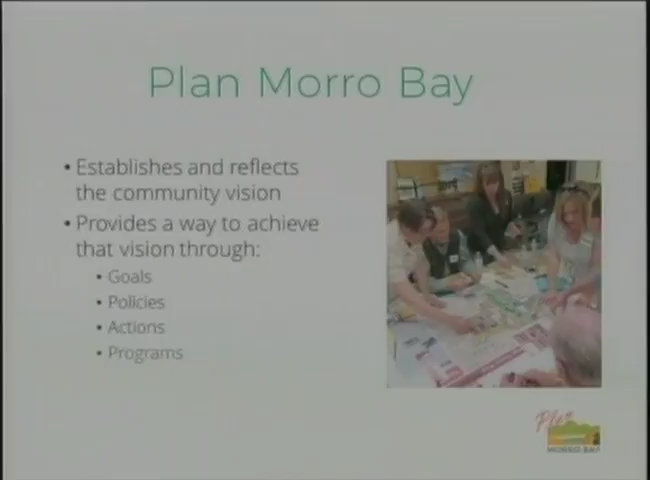 Plan Morro Bay
• Establishes and reflects
the community vision
• Provides a way to achieve
that vision through:
• Goals
• Policies
• Actions
• Programs
Plan
MORRO BAY